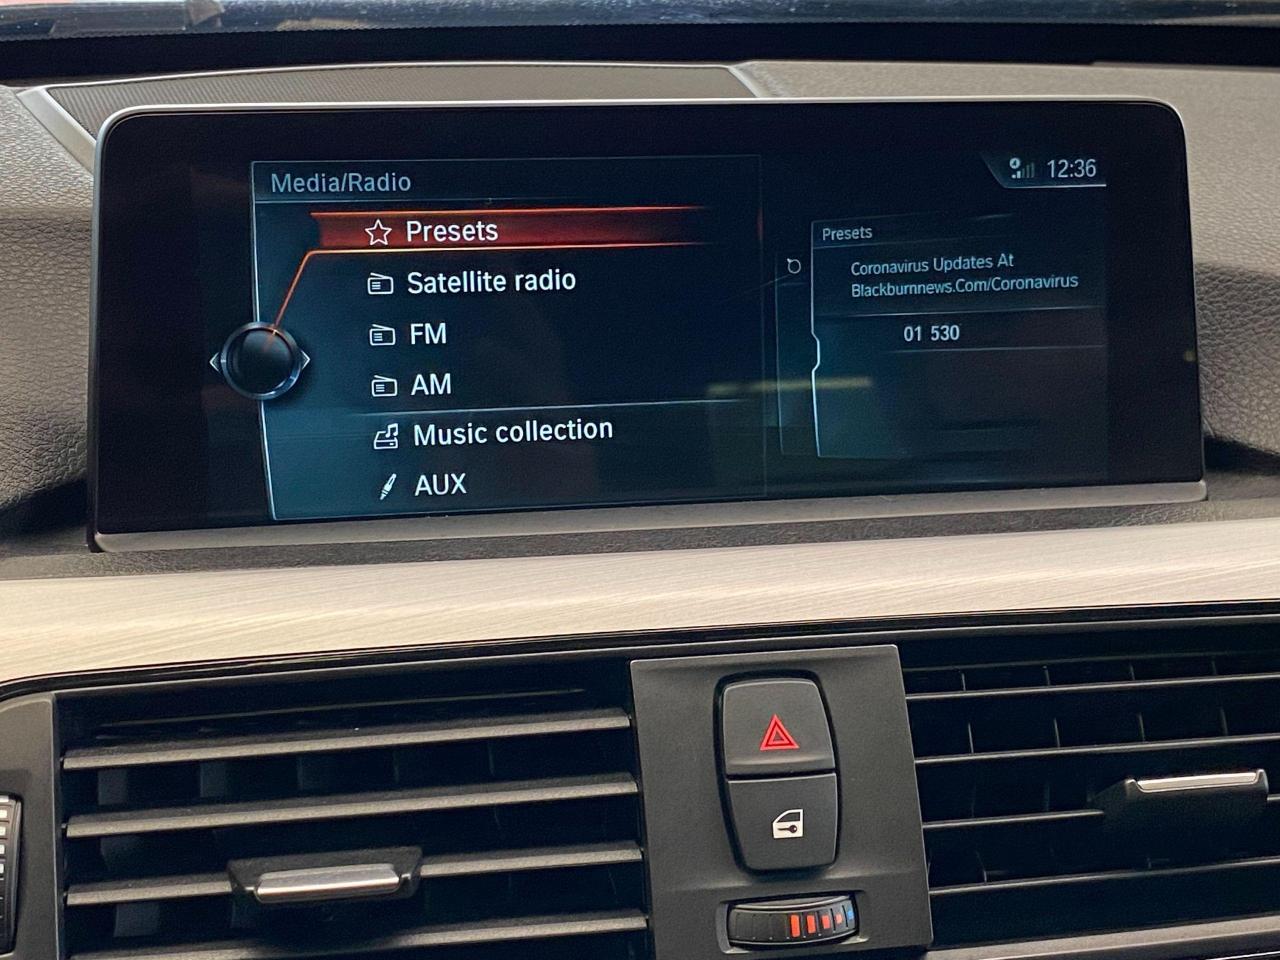 Media/Radio
12:36
Presets
Satellite radio
FM
AM
Music collection
AUX
Presets
Coronavirus Updates At
Blackburnnews.Com/Coronavirus
01 530